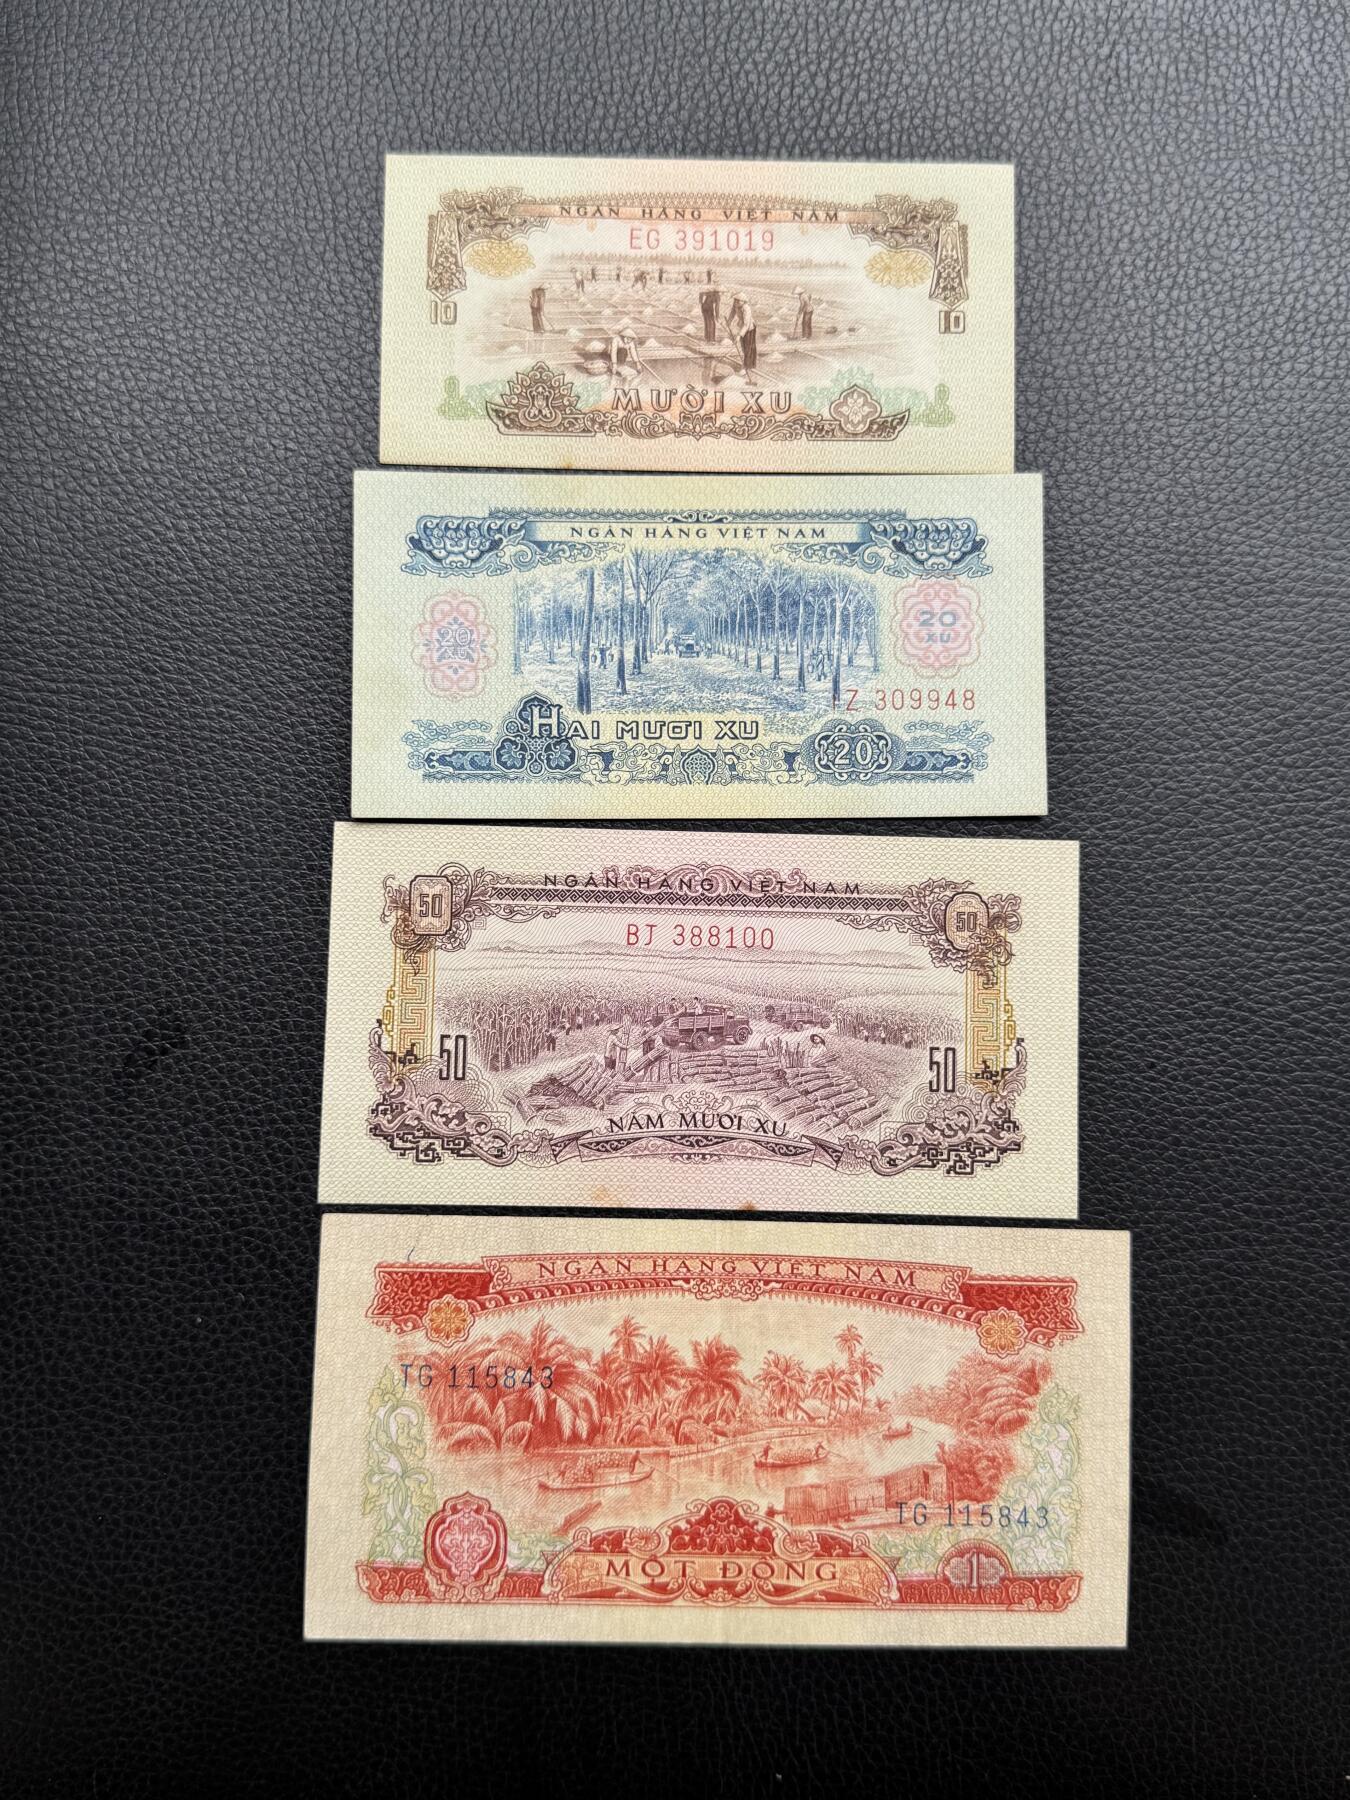 NGÂN HÀNG VIỆT NAM
EG 391019
10
10
MƯỜI XU
NGÂN HÀNG VIỆT NAM
20
XU
20
XU
Z 309948
HAI MƯƠI XU
20
NGÂN HÀNG VIỆT NAM
50
50
BJ 388100
50
50
NĂM MƯƠI XU
NGÂN HÀNG VIỆT NAM
TG 115843
TG 115843
MỘT ĐỒNG
1